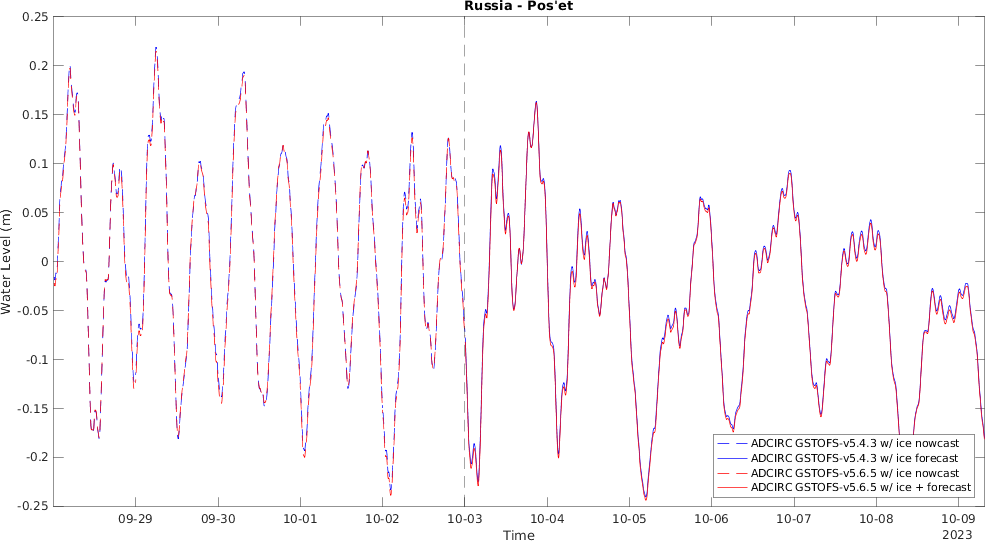 Russia - Pos'et
0.25
0.2
0.15
0.1
0.05
0
-0.05
-0.1
-0.15
-0.2
-0.25
Water Level (m)
ADCIRC GSTOFS-v5.4.3 w/ ice nowcast
ADCIRC GSTOFS-v5.4.3 w/ ice forecast
ADCIRC GSTOFS-v5.6.5 w/ ice nowcast
ADCIRC GSTOFS-v5.6.5 w/ ice + forecast
09-29 09-30 10-01 10-02 10-03 10-04 10-05 10-06 10-07 10-08 10-09
Time
2023